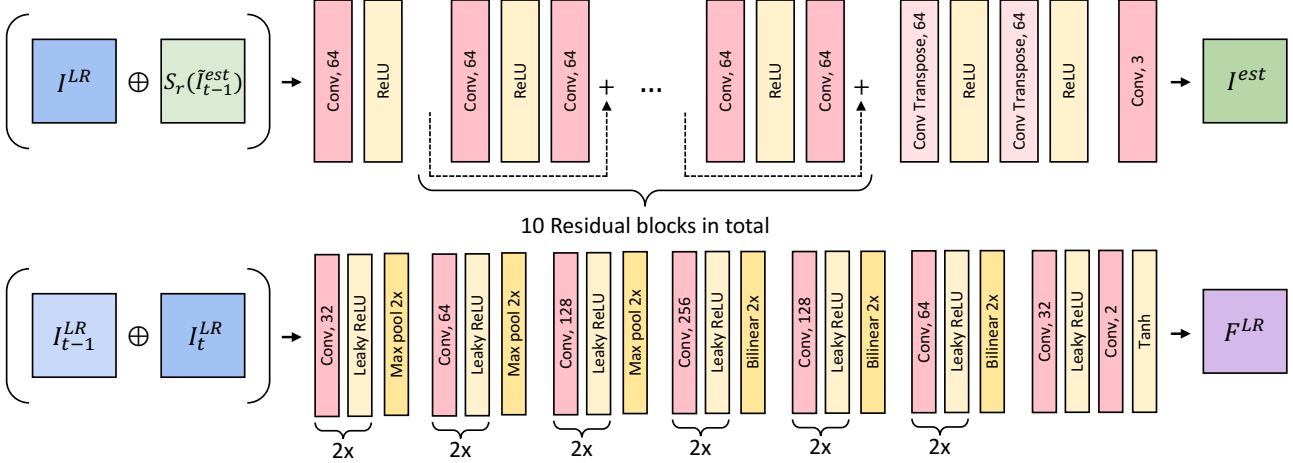 I^{LR}
⊕
S_r(Ĩ^{est}_{t−1})
Conv, 64
ReLU
Conv, 64
ReLU
Conv, 64
+
...
Conv, 64
ReLU
Conv, 64
+
Conv Transpose, 64
ReLU
Conv Transpose, 64
ReLU
Conv, 3
I^{est}
10 Residual blocks in total
I^{LR}_{t−1}
⊕
I^{LR}_t
Conv, 32
Leaky ReLU
Max pool 2x
2x
Conv, 64
Leaky ReLU
Max pool 2x
2x
Conv, 128
Leaky ReLU
Max pool 2x
2x
Conv, 256
Leaky ReLU
Bilinear 2x
2x
Conv, 128
Leaky ReLU
Bilinear 2x
2x
Conv, 64
Leaky ReLU
Bilinear 2x
2x
Conv, 32
Leaky ReLU
Conv, 2
Tanh
F^{LR}